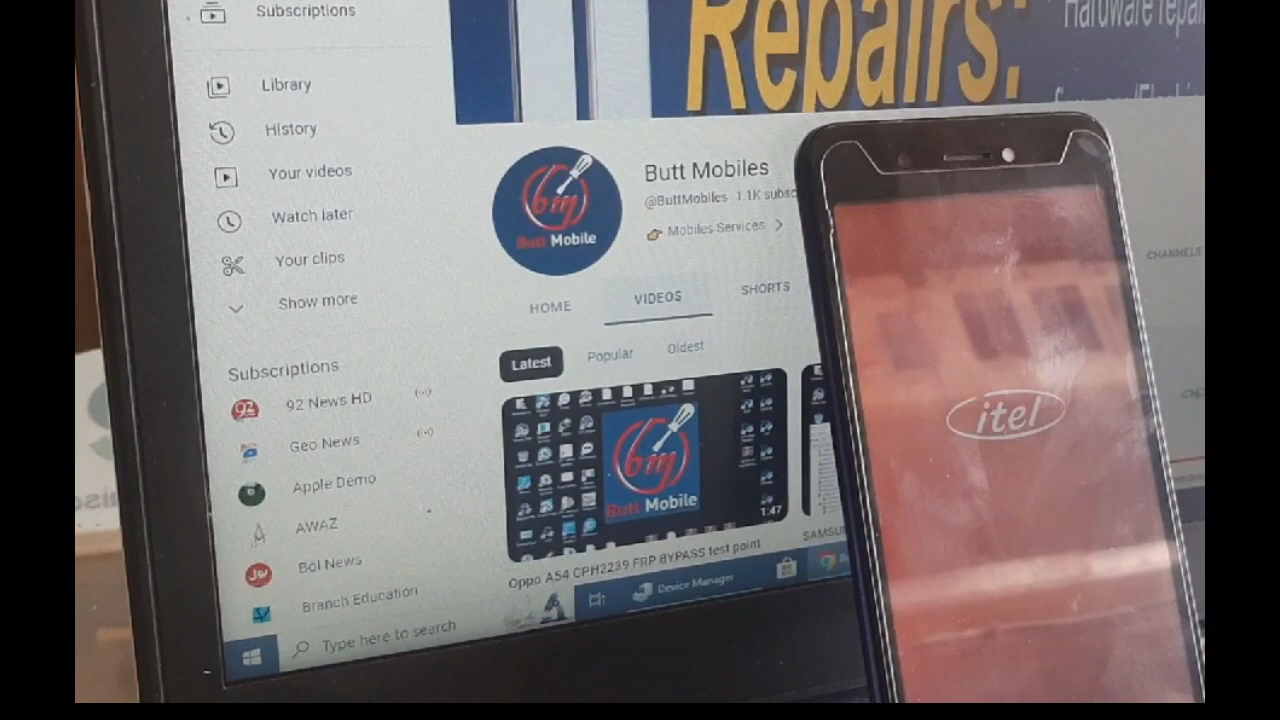 Subscriptions
Library
History
Your videos
Watch later
Your clips
Show more
Subscriptions
92 News HD
Geo News
Apple Demo
AWAZ
Bol News
Branch Education
Type here to search
Repairs:
Hardware repai
Butt Mobiles
@ButtMobiles 1.1K subsc
Mobiles Services >
bm
Butt Mobile
HOME
VIDEOS
SHORTS
CHANNELS
Latest
Popular
Oldest
bm
Butt Mobile
1:47
Oppo A54 CPH2239 FRP BYPASS test point
SAMSU
Device Manager
itel